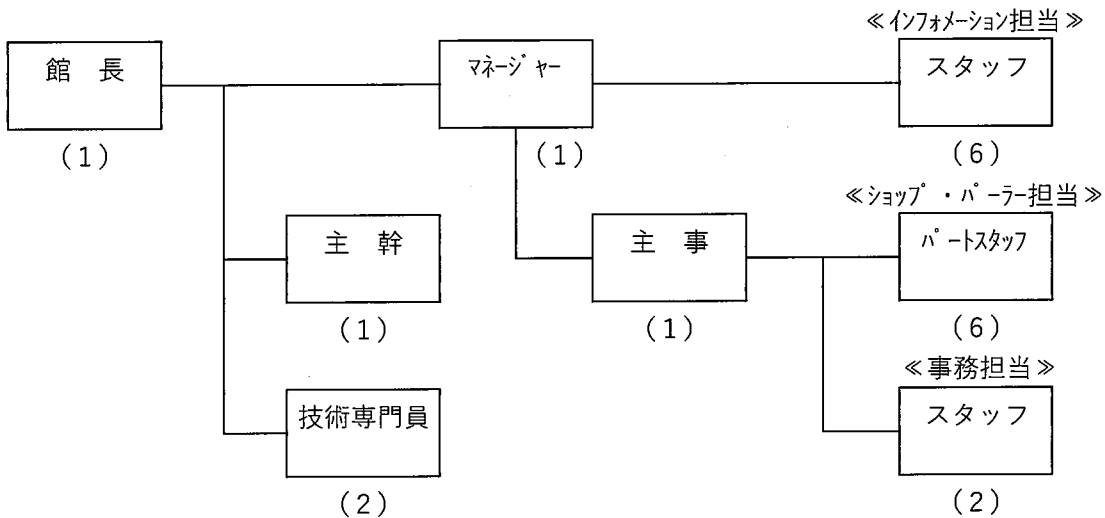 ≪インフォメーション担当≫
館 長
マネージャー
スタッフ
(1)
(1)
(6)
≪ショップ・パーラー担当≫
主 幹
主 事
パートスタッフ
(1)
(1)
(6)
≪事務担当≫
技術専門員
スタッフ
(2)
(2)